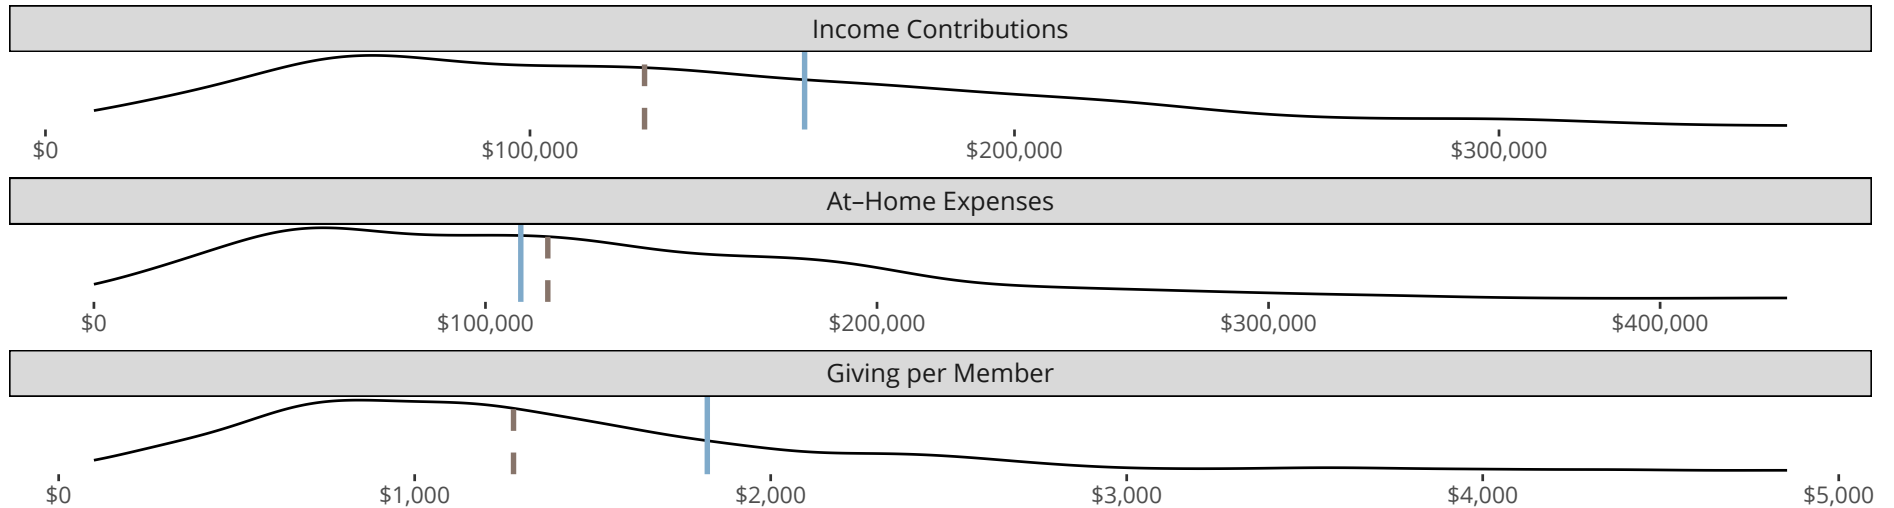 Income Contributions
$0 $100,000 $200,000 $300,000
At–Home Expenses
$0 $100,000 $200,000 $300,000 $400,000
Giving per Member
$0 $1,000 $2,000 $3,000 $4,000 $5,000